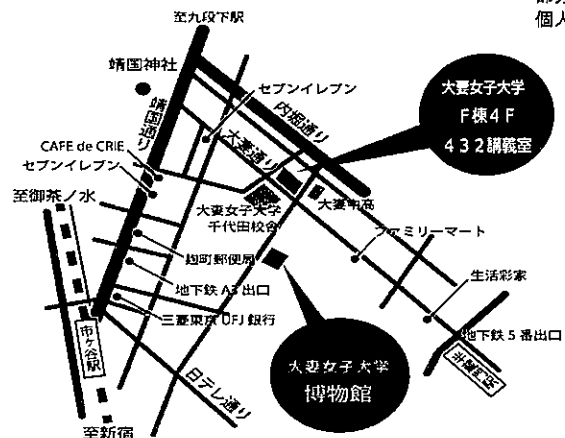 至九段下駅
個人
靖国神社
セブンイレブン
内堀通り
大妻女子大学
F棟4F
432講義室
靖国通り
大妻通り
CAFE de CRIE
セブンイレブン
至御茶ノ水
大妻女子大学
千代田校舎
大妻中高
ファミリーマート
麹町郵便局
生活彩家
地下鉄 A3 出口
三菱東京 UFJ 銀行
地下鉄 5 番出口
市ヶ谷駅
半蔵門駅
日テレ通り
大妻女子大学
博物館
至新宿